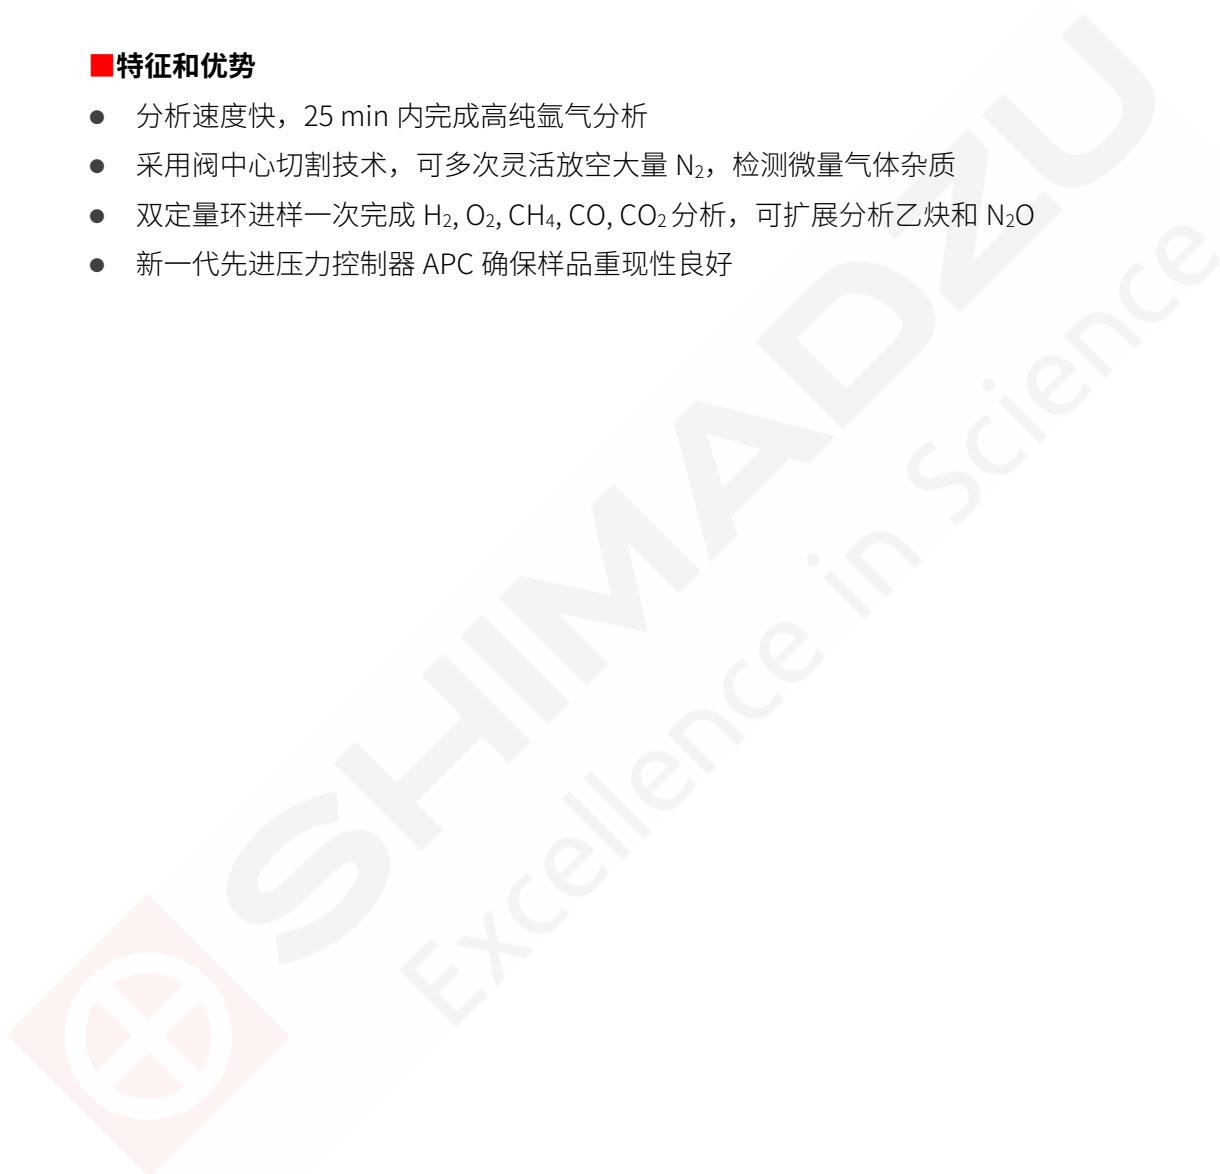 ■特征和优势
● 分析速度快，25 min 内完成高纯氩气分析
● 采用阀中心切割技术，可多次灵活放空大量 N₂，检测微量气体杂质
● 双定量环进样一次完成 H₂, O₂, CH₄, CO, CO₂ 分析，可扩展分析乙炔和 N₂O
● 新一代先进压力控制器 APC 确保样品重现性良好
SHIMADZU
Excellence in Science